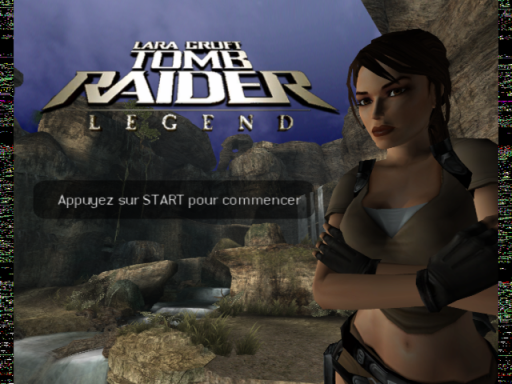 LARA CROFT
TOMB
RAIDER
LEGEND
Appuyez sur START pour commencer